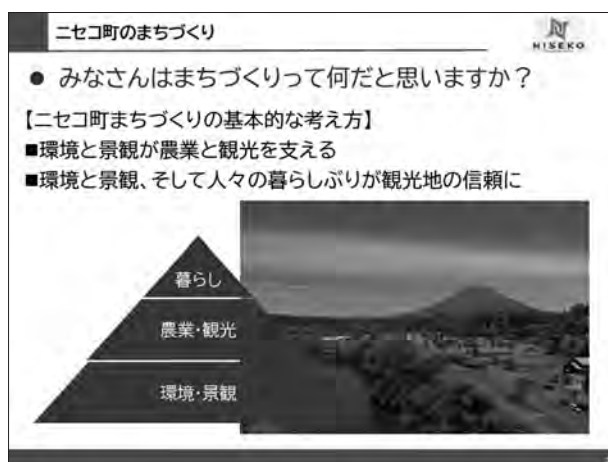 ニセコ町のまちづくり
NISEKO
● みなさんはまちづくりって何だと思いますか？
【ニセコ町まちづくりの基本的な考え方】
■環境と景観が農業と観光を支える
■環境と景観、そして人々の暮らしぶりが観光地の信頼に
暮らし
農業・観光
環境・景観